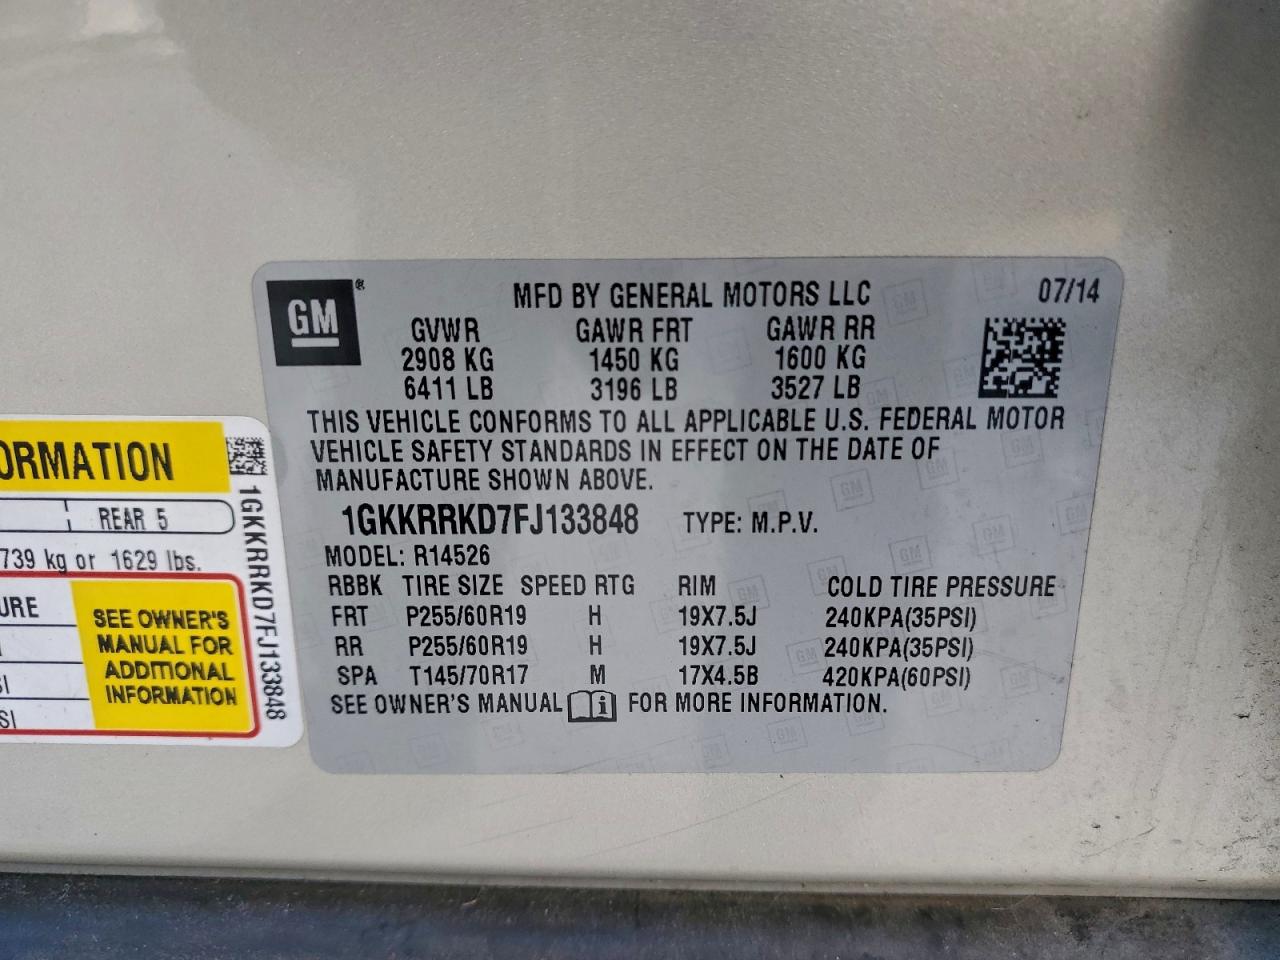 GM ®
MFD BY GENERAL MOTORS LLC 07/14
GVWR GAWR FRT GAWR RR
2908 KG 1450 KG 1600 KG
6411 LB 3196 LB 3527 LB
THIS VEHICLE CONFORMS TO ALL APPLICABLE U.S. FEDERAL MOTOR
VEHICLE SAFETY STANDARDS IN EFFECT ON THE DATE OF
MANUFACTURE SHOWN ABOVE.
1GKKRRKD7FJ133848 TYPE: M.P.V.
MODEL: R14526
RBBK TIRE SIZE SPEED RTG RIM COLD TIRE PRESSURE
FRT P255/60R19 H 19X7.5J 240KPA(35PSI)
RR P255/60R19 H 19X7.5J 240KPA(35PSI)
SPA T145/70R17 M 17X4.5B 420KPA(60PSI)
SEE OWNER'S MANUAL i FOR MORE INFORMATION.
ORMATION
REAR 5
739 kg or 1629 lbs.
URE
SI
SI
SEE OWNER'S
MANUAL FOR
ADDITIONAL
INFORMATION
1GKKRRKD7FJ133848